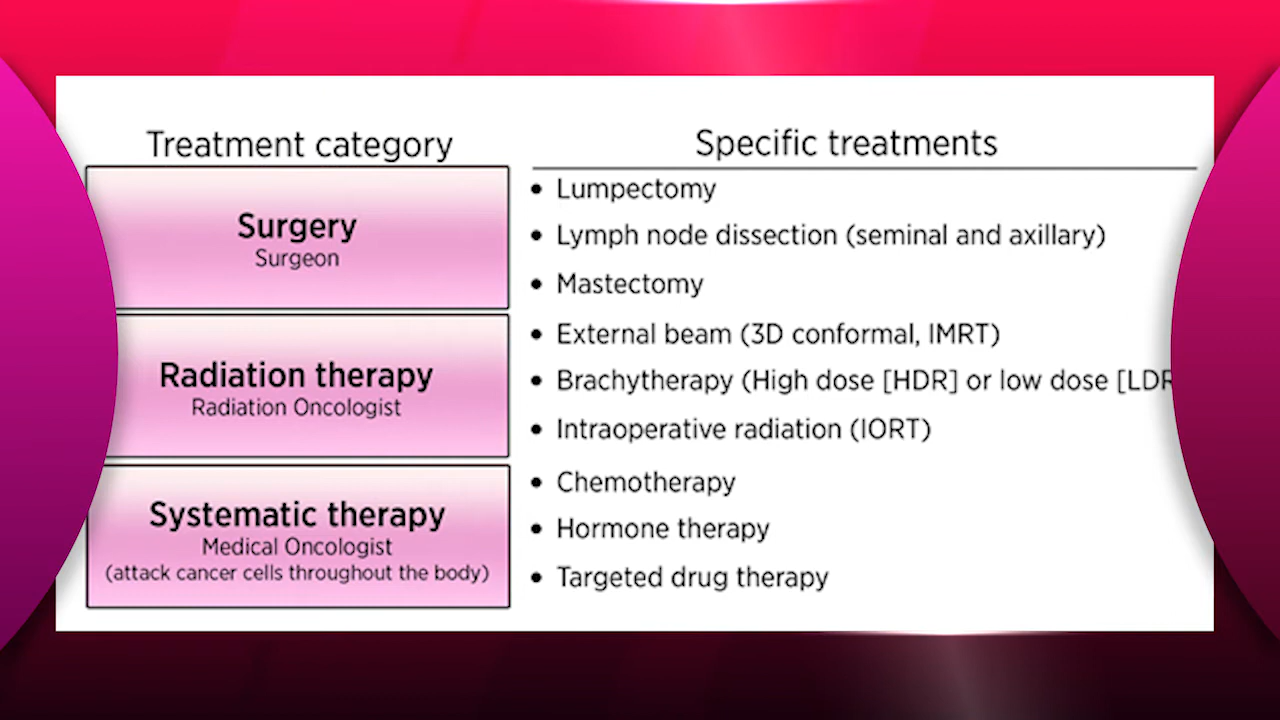 Treatment category
Specific treatments
Surgery
Surgeon
• Lumpectomy
• Lymph node dissection (seminal and axillary)
• Mastectomy
Radiation therapy
Radiation Oncologist
• External beam (3D conformal, IMRT)
• Brachytherapy (High dose [HDR] or low dose [LDR
• Intraoperative radiation (IORT)
Systematic therapy
Medical Oncologist
(attack cancer cells throughout the body)
• Chemotherapy
• Hormone therapy
• Targeted drug therapy